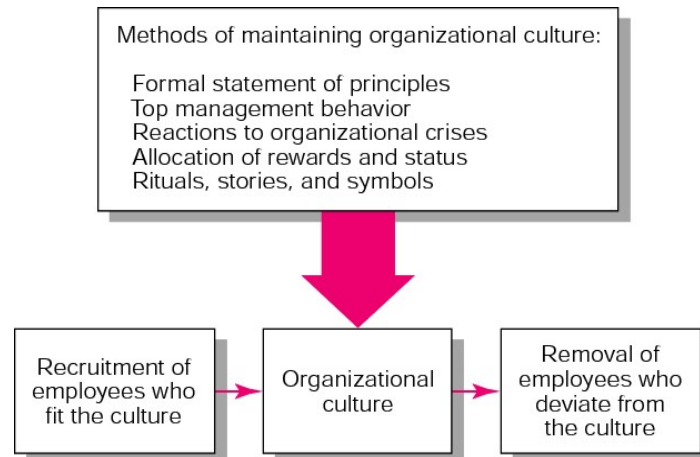 Methods of maintaining organizational culture:
Formal statement of principles
Top management behavior
Reactions to organizational crises
Allocation of rewards and status
Rituals, stories, and symbols
Recruitment of
employees who
fit the culture
Organizational
culture
Removal of
employees who
deviate from
the culture